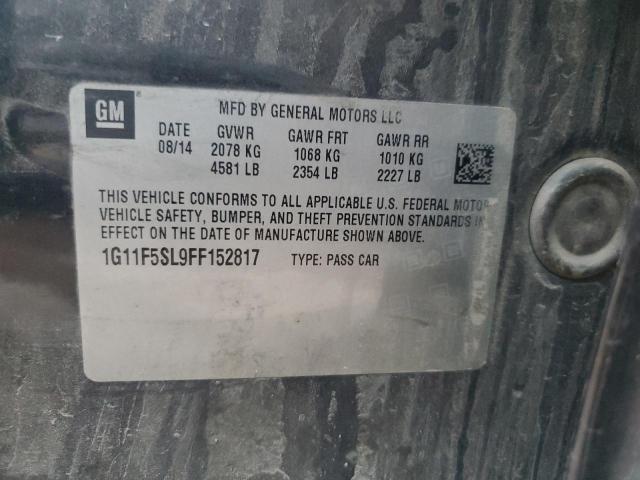 GM
MFD BY GENERAL MOTORS LLC
DATE GVWR GAWR FRT GAWR RR
08/14 2078 KG 1068 KG 1010 KG
4581 LB 2354 LB 2227 LB
THIS VEHICLE CONFORMS TO ALL APPLICABLE U.S. FEDERAL MOTOR
VEHICLE SAFETY, BUMPER, AND THEFT PREVENTION STANDARDS IN
EFFECT ON THE DATE OF MANUFACTURE SHOWN ABOVE.
1G11F5SL9FF152817 TYPE: PASS CAR